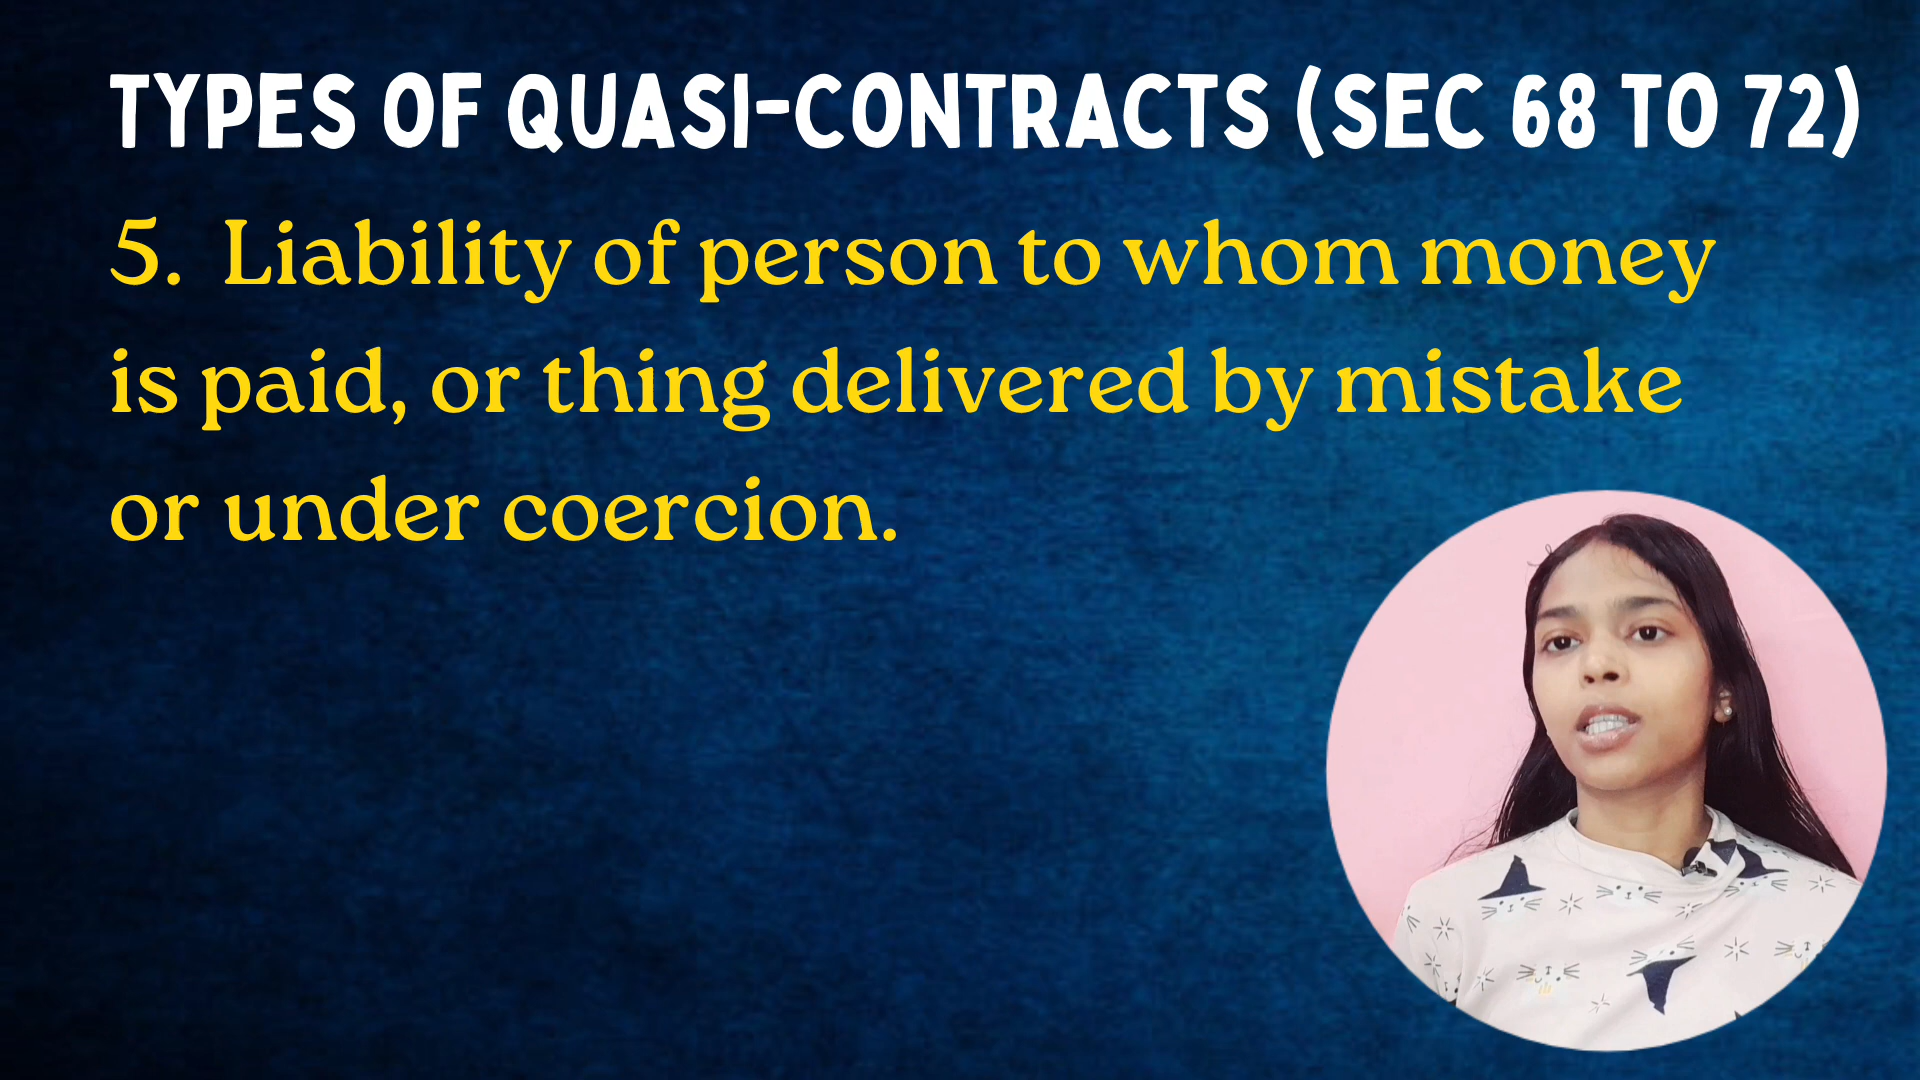 TYPES OF QUASI-CONTRACTS (SEC 68 TO 72)
5. Liability of person to whom money
is paid, or thing delivered by mistake
or under coercion.